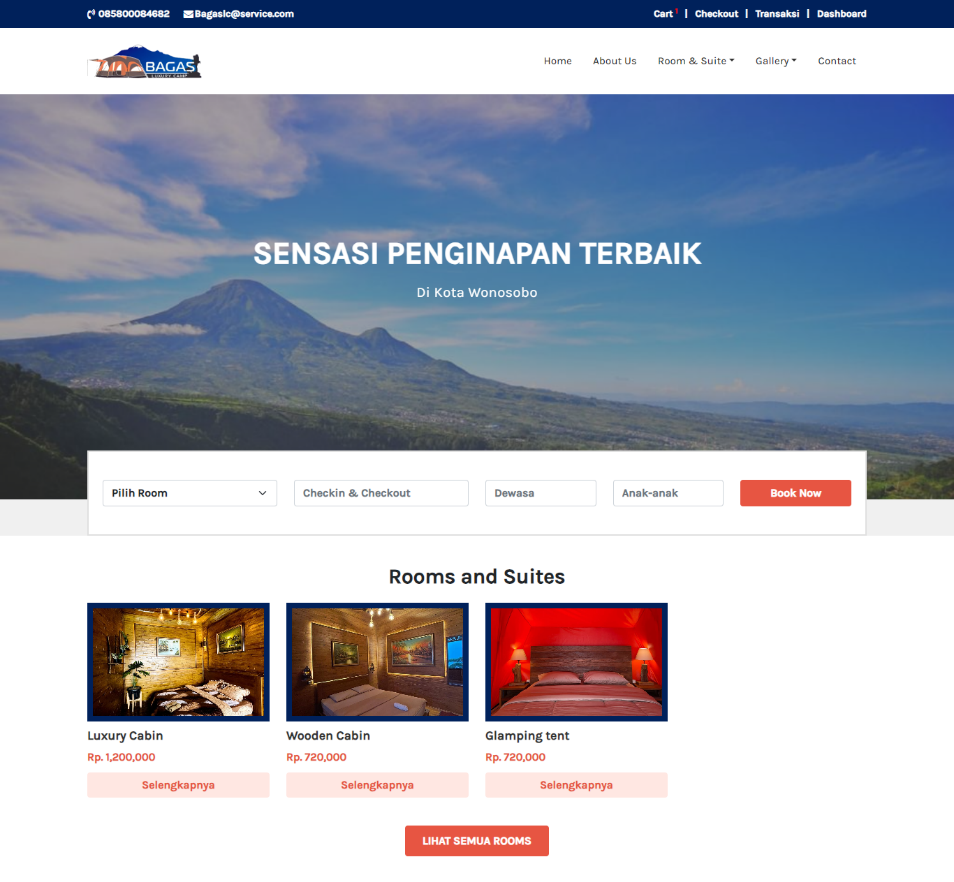 085800084682 Bagaslc@service.com Cart 1 | Checkout | Transaksi | Dashboard
BAGAS
LUXURY CAMP
Home About Us Room & Suite Gallery Contact
SENSASI PENGINAPAN TERBAIK
Di Kota Wonosobo
Pilih Room Checkin & Checkout Dewasa Anak-anak Book Now
Rooms and Suites
Luxury Cabin Wooden Cabin Glamping tent
Rp. 1,200,000 Rp. 720,000 Rp. 720,000
Selengkapnya Selengkapnya Selengkapnya
LIHAT SEMUA ROOMS